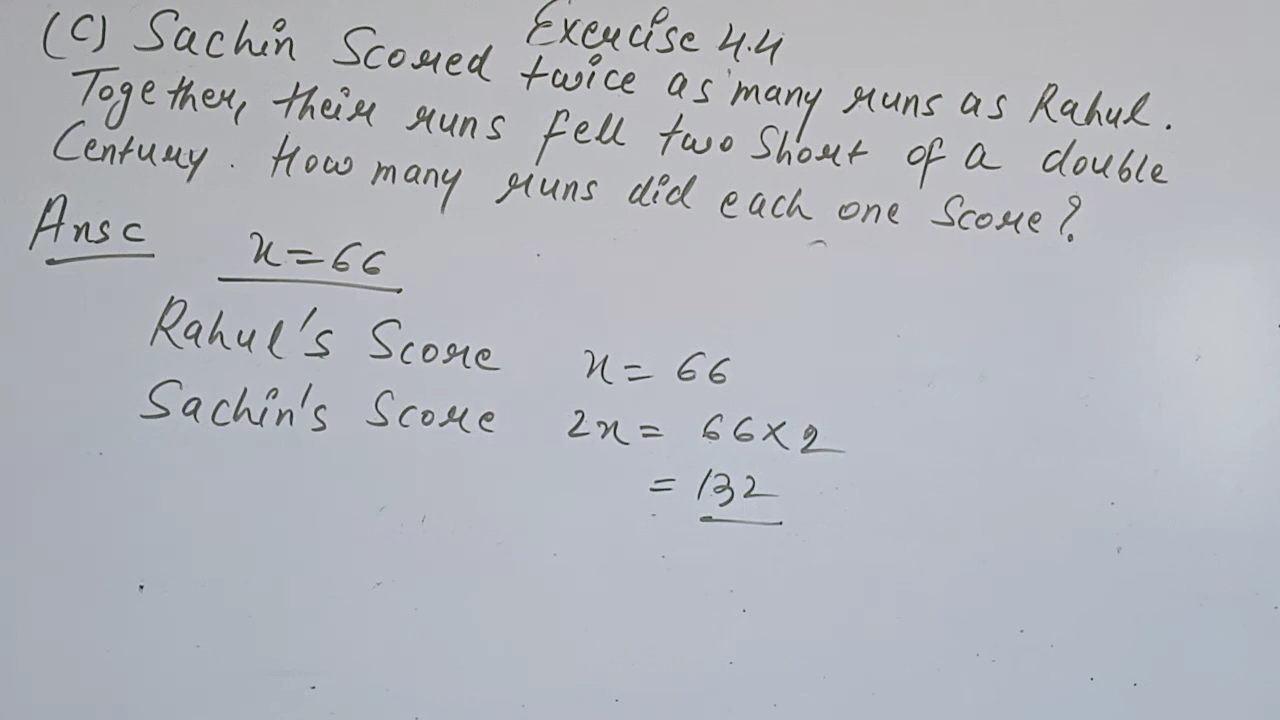 Exercise 4.4
(C) Sachin Scored twice as many runs as Rahul.
Together, their runs fell two Short of a double
Century. How many runs did each one Score?
Ans c
x=66
Rahul's Score x= 66
Sachin's Score 2x= 66×2
= 132